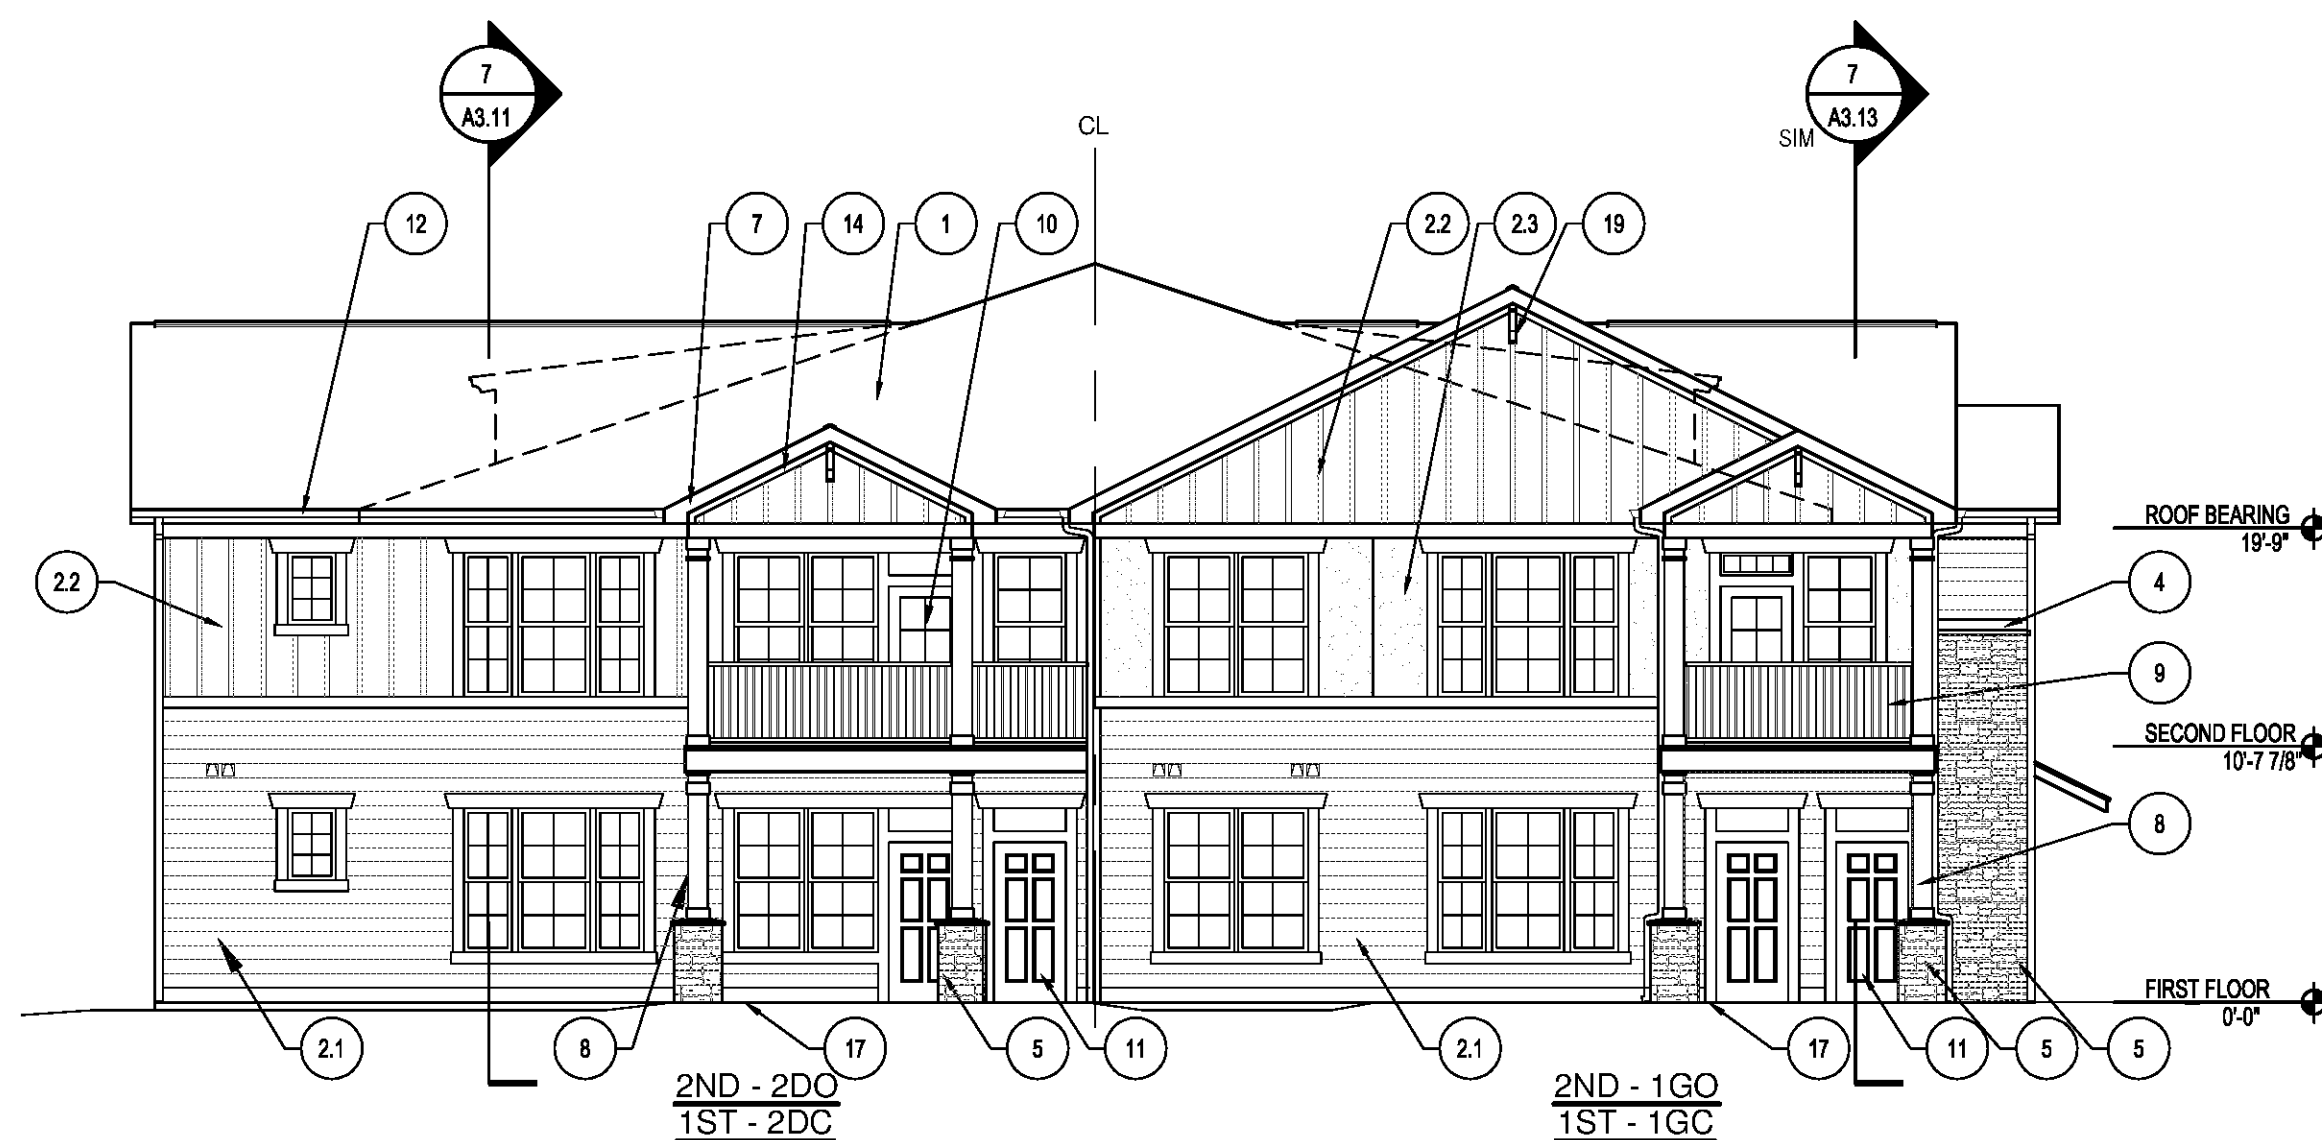 7
A3.11
7
A3.13
SIM
CL
12
7
14
1
10
2.2
2.3
19
ROOF BEARING
19'-9"
2.2
4
9
SECOND FLOOR
10'-7 7/8"
8
FIRST FLOOR
0'-0"
2.1
8
17
5
11
2.1
17
11
5
5
2ND - 2DO
1ST - 2DC
2ND - 1GO
1ST - 1GC